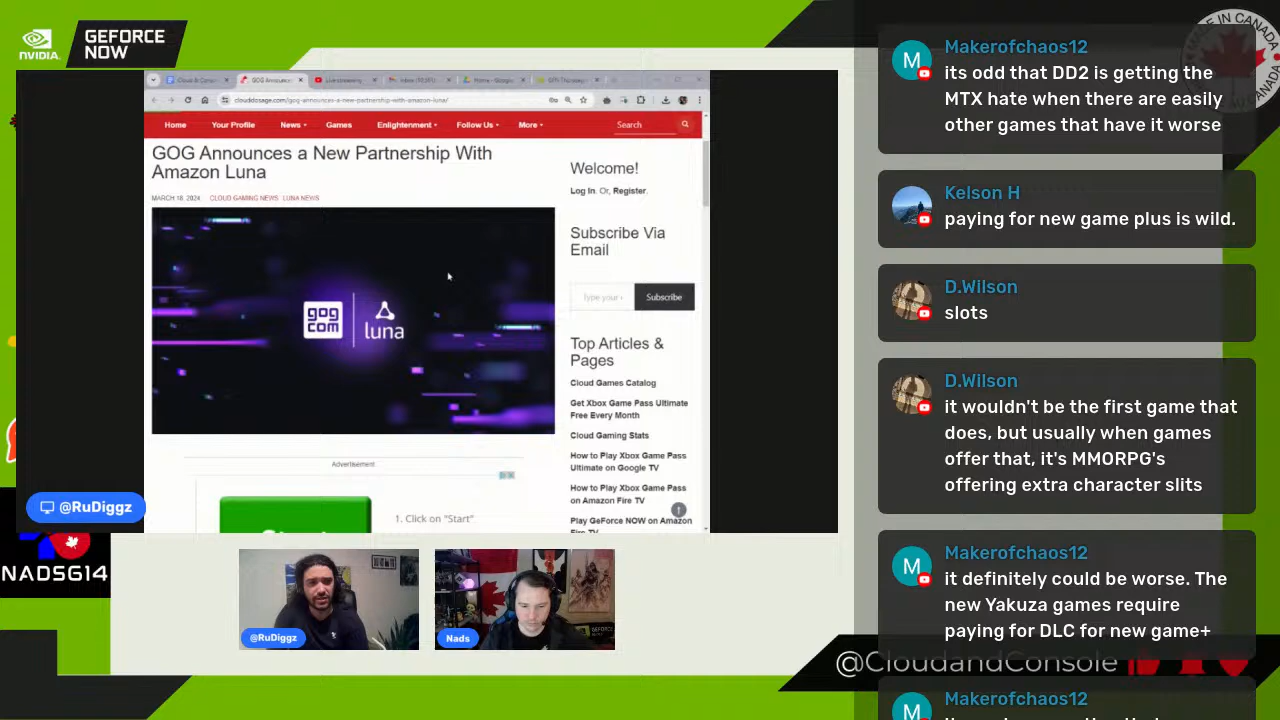 NVIDIA.
GEFORCE
NOW
GOG Announc
Home
Your Profile
News
Games
Enlightenment
Follow Us
More
Search
GOG Announces a New Partnership With
Amazon Luna
MARCH 18, 2024
CLOUD GAMING NEWS, LUNA NEWS
gog
com
luna
Advertisement
1. Click on "Start"
Welcome!
Log In. Or, Register.
Subscribe Via
Email
Subscribe
Top Articles &
Pages
Cloud Games Catalog
Get Xbox Game Pass Ultimate
Free Every Month
Cloud Gaming Stats
How to Play Xbox Game Pass
Ultimate on Google TV
How to Play Xbox Game Pass
on Amazon Fire TV
Play GeForce NOW on Amazon
Fire TV
@RuDiggz
NADSG14
@RuDiggz
Nads
Makerofchaos12
its odd that DD2 is getting the
MTX hate when there are easily
other games that have it worse
Kelson H
paying for new game plus is wild.
D.Wilson
slots
D.Wilson
it wouldn't be the first game that
does, but usually when games
offer that, it's MMORPG's
offering extra character slits
Makerofchaos12
it definitely could be worse. The
new Yakuza games require
paying for DLC for new game+
@CloudandConsole
Makerofchaos12